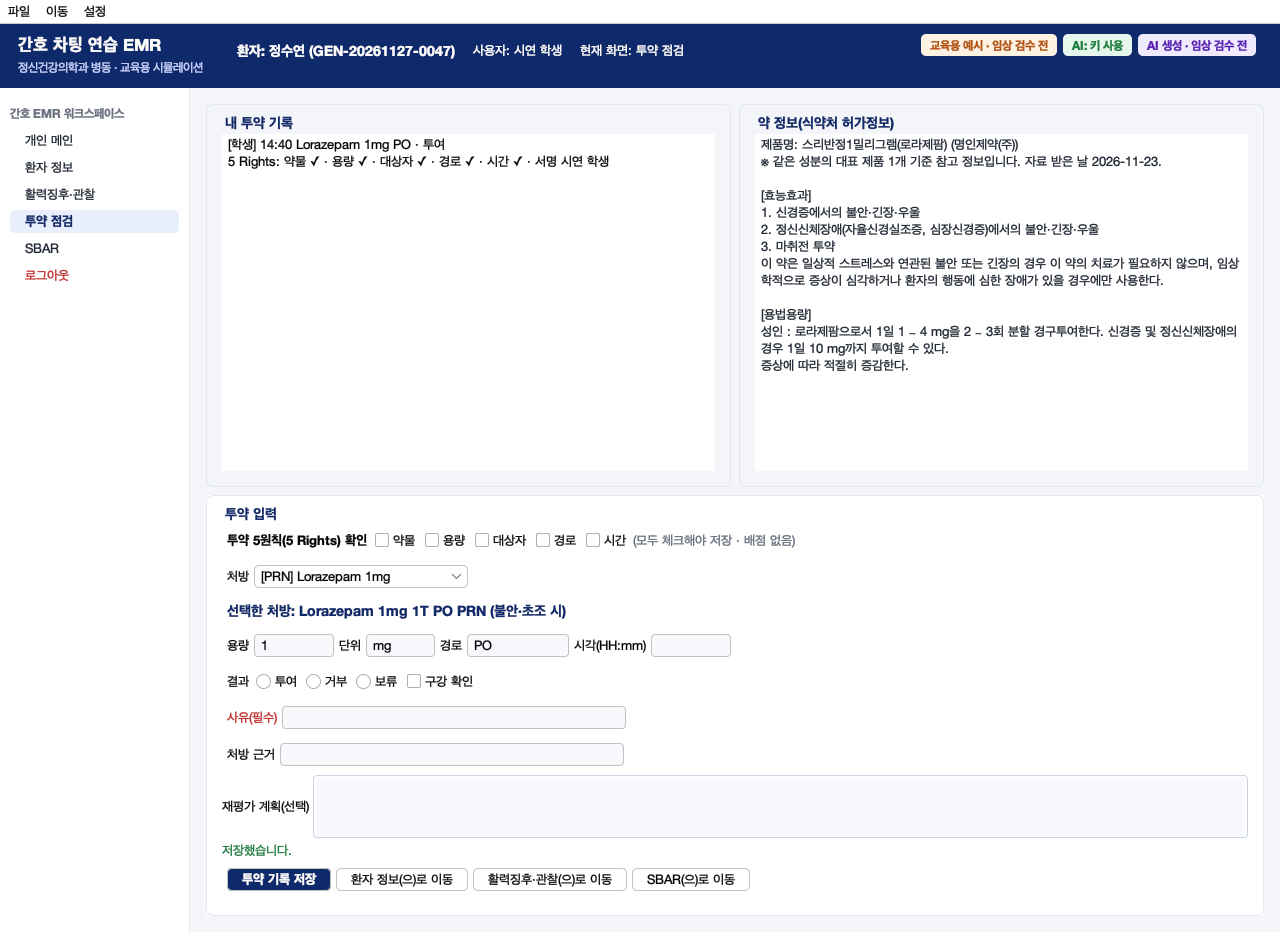 파일 이동 설정
간호 차팅 연습 EMR
정신건강의학과 병동 · 교육용 시뮬레이션
환자: 정수연 (GEN-20261127-0047) 사용자: 시연 학생 현재 화면: 투약 점검
교육용 예시 · 임상 검수 전 AI: 키 사용 AI 생성 · 임상 검수 전
간호 EMR 워크스페이스
개인 메인
환자 정보
활력징후·관찰
투약 점검
SBAR
로그아웃
내 투약 기록
[학생] 14:40 Lorazepam 1mg PO · 투여
5 Rights: 약물 ✓ · 용량 ✓ · 대상자 ✓ · 경로 ✓ · 시간 ✓ · 서명 시연 학생
약 정보(식약처 허가정보)
제품명: 스리반정1밀리그램(로라제팜) (명인제약(주))
※ 같은 성분의 대표 제품 1개 기준 참고 정보입니다. 자료 받은 날 2026-11-23.
[효능효과]
1. 신경증에서의 불안·긴장·우울
2. 정신신체장애(자율신경실조증, 심장신경증)에서의 불안·긴장·우울
3. 마취전 투약
이 약은 일상적 스트레스와 연관된 불안 또는 긴장의 경우 이 약의 치료가 필요하지 않으며, 임상
학적으로 증상이 심각하거나 환자의 행동에 심한 장애가 있을 경우에만 사용한다.
[용법용량]
성인 : 로라제팜으로서 1일 1 ~ 4 mg을 2 ~ 3회 분할 경구투여한다. 신경증 및 정신신체장애의
경우 1일 10 mg까지 투여할 수 있다.
증상에 따라 적절히 증감한다.
투약 입력
투약 5원칙(5 Rights) 확인 약물 용량 대상자 경로 시간 (모두 체크해야 저장 · 배점 없음)
처방 [PRN] Lorazepam 1mg
선택한 처방: Lorazepam 1mg 1T PO PRN (불안·초조 시)
용량 1 단위 mg 경로 PO 시각(HH:mm)
결과 투여 거부 보류 구강 확인
사유(필수)
처방 근거
재평가 계획(선택)
저장했습니다.
투약 기록 저장 환자 정보(으)로 이동 활력징후·관찰(으)로 이동 SBAR(으)로 이동